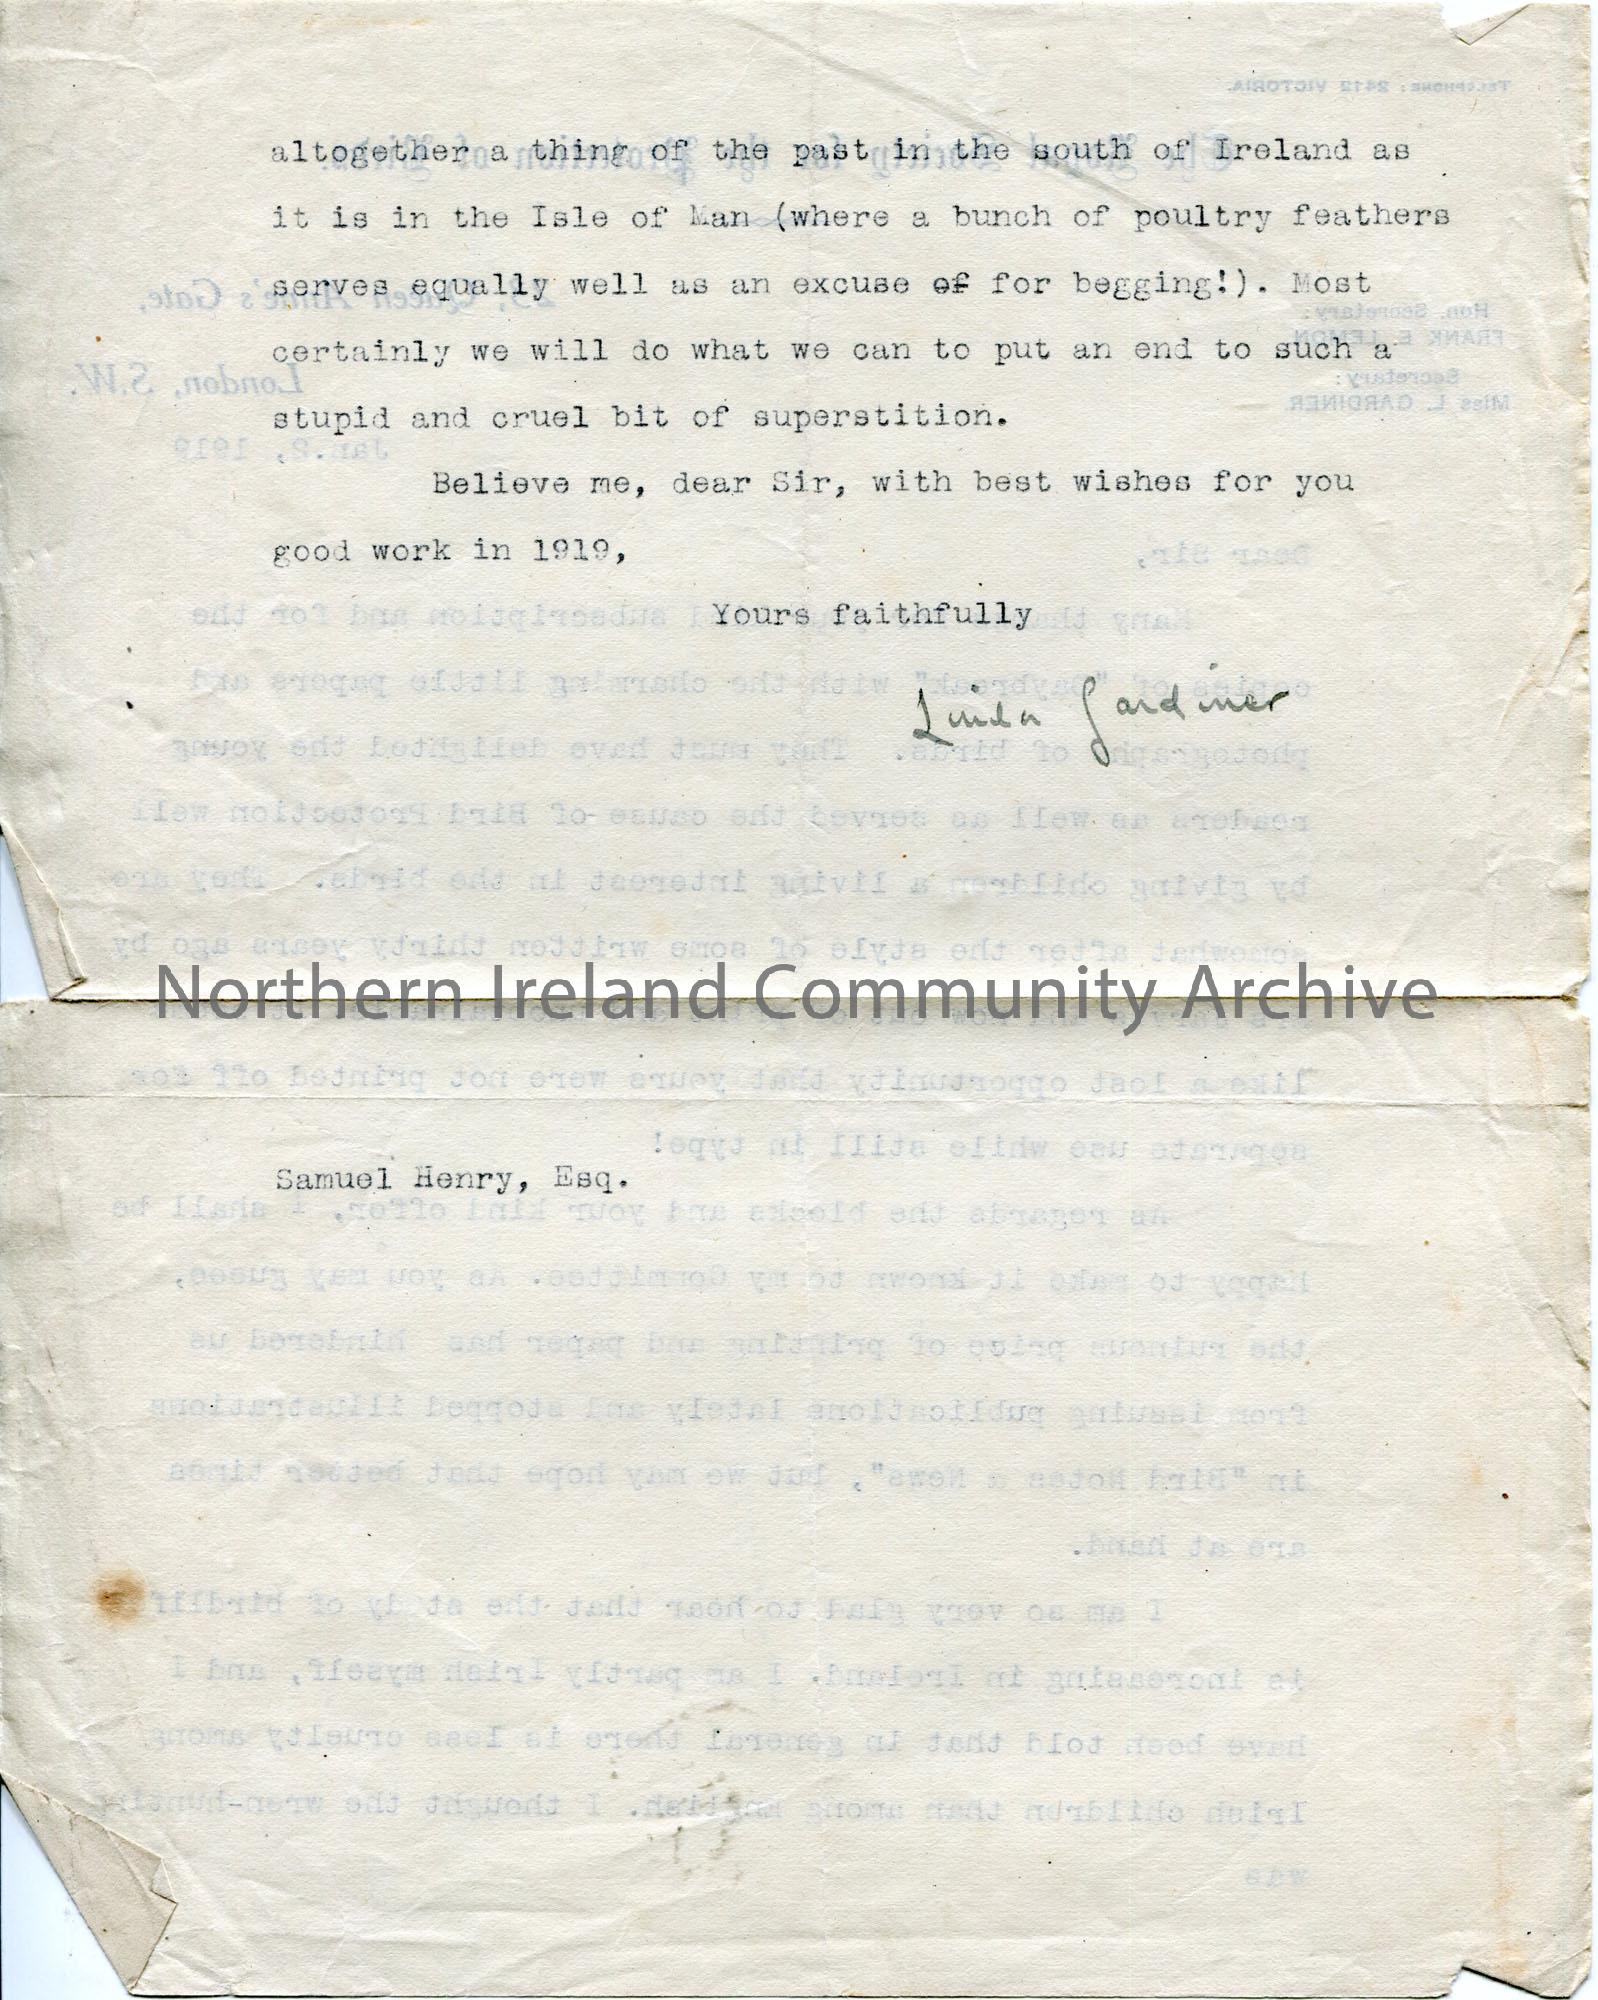 altogether a thing of the past in the south of Ireland as
it is in the Isle of Man (where a bunch of poultry feathers
serves equally well as an excuse of for begging!). Most
certainly we will do what we can to put an end to such a
stupid and cruel bit of superstition.
Believe me, dear Sir, with best wishes for you
good work in 1919,
Yours faithfully
Linda Gardiner
Northern Ireland Community Archive
Samuel Henry, Esq.